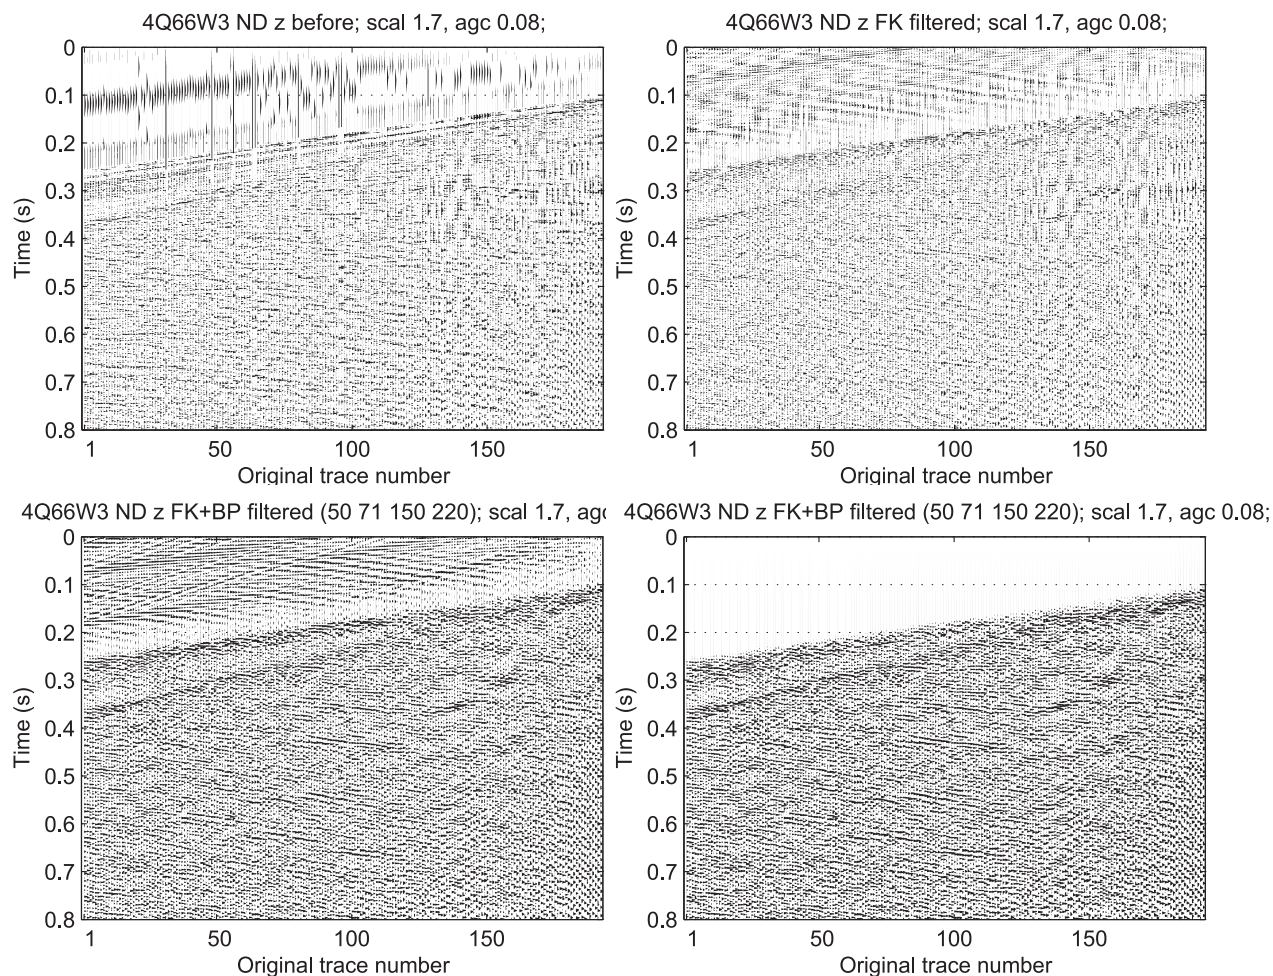 4Q66W3 ND z before; scal 1.7, agc 0.08;
0
0.1
0.2
0.3
0.4
0.5
0.6
0.7
0.8
Time (s)
1 50 100 150
Original trace number
4Q66W3 ND z FK filtered; scal 1.7, agc 0.08;
0
0.1
0.2
0.3
0.4
0.5
0.6
0.7
0.8
Time (s)
1 50 100 150
Original trace number
4Q66W3 ND z FK+BP filtered (50 71 150 220); scal 1.7, agc
0
0.1
0.2
0.3
0.4
0.5
0.6
0.7
0.8
Time (s)
1 50 100 150
Original trace number
4Q66W3 ND z FK+BP filtered (50 71 150 220); scal 1.7, agc 0.08;
0
0.1
0.2
0.3
0.4
0.5
0.6
0.7
0.8
Time (s)
1 50 100 150
Original trace number